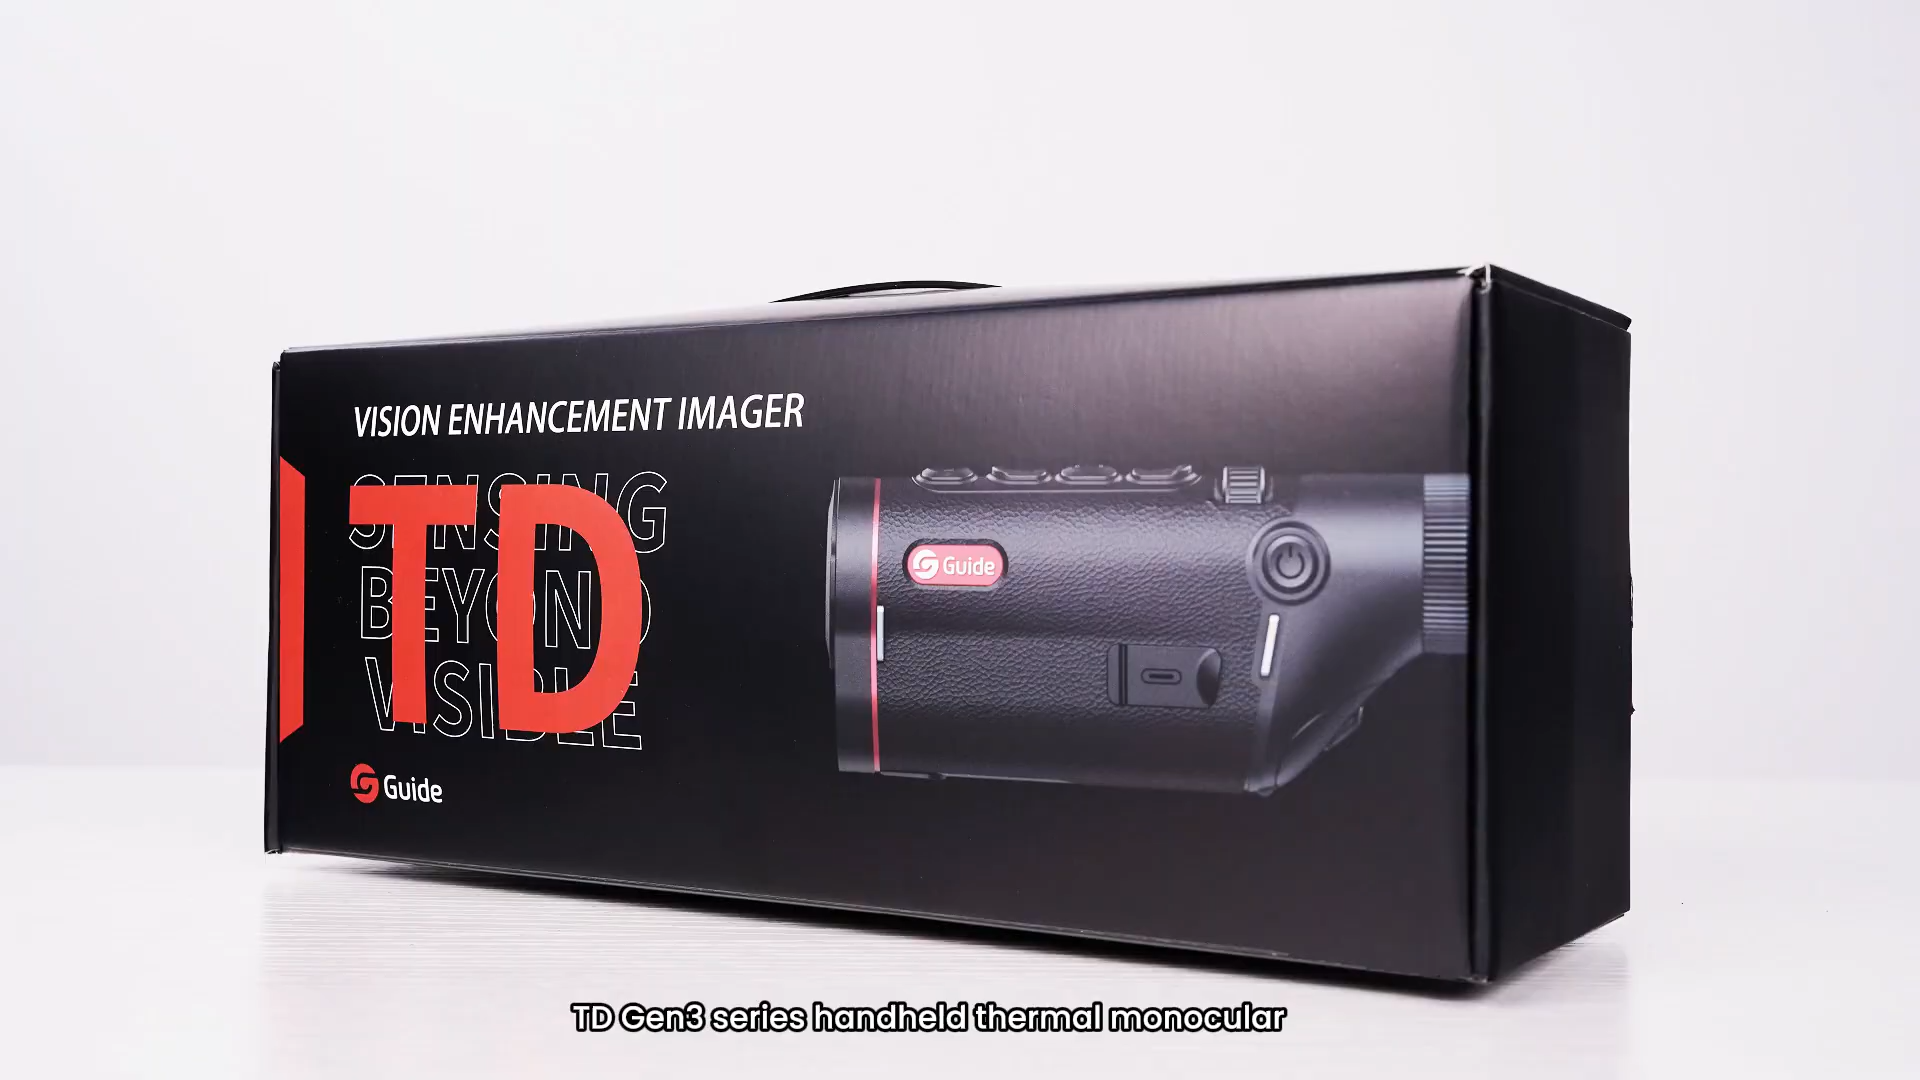 VISION ENHANCEMENT IMAGER
SENSING
BEYOND
VISIBLE
TD
Guide
Guide
TD Gen3 series handheld thermal monocular